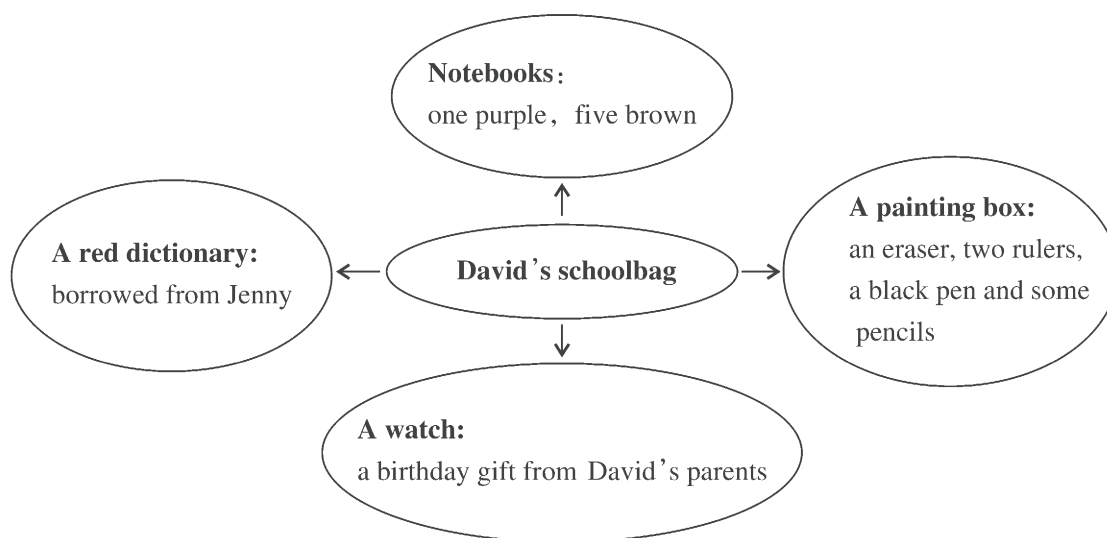 Notebooks：
one purple，five brown
A red dictionary:
borrowed from Jenny
David’s schoolbag
A painting box:
an eraser, two rulers,
a black pen and some
pencils
A watch:
a birthday gift from David’s parents